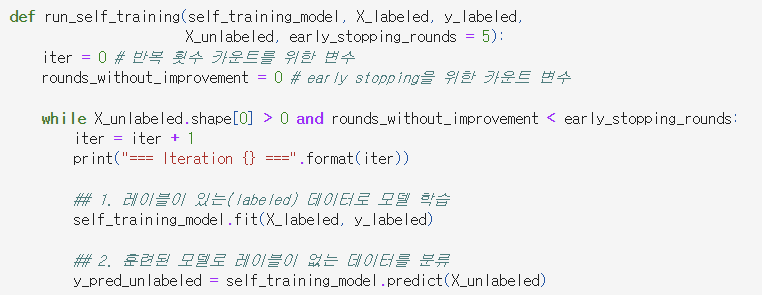 def run_self_training(self_training_model, X_labeled, y_labeled,
                      X_unlabeled, early_stopping_rounds = 5):
    iter = 0 # 반복 횟수 카운트를 위한 변수
    rounds_without_improvement = 0 # early stopping을 위한 카운트 변수

    while X_unlabeled.shape[0] > 0 and rounds_without_improvement < early_stopping_rounds:
        iter = iter + 1
        print("=== Iteration {} ===".format(iter))

        ## 1. 레이블이 있는(labeled) 데이터로 모델 학습
        self_training_model.fit(X_labeled, y_labeled)

        ## 2. 훈련된 모델로 레이블이 없는 데이터를 분류
        y_pred_unlabeled = self_training_model.predict(X_unlabeled)